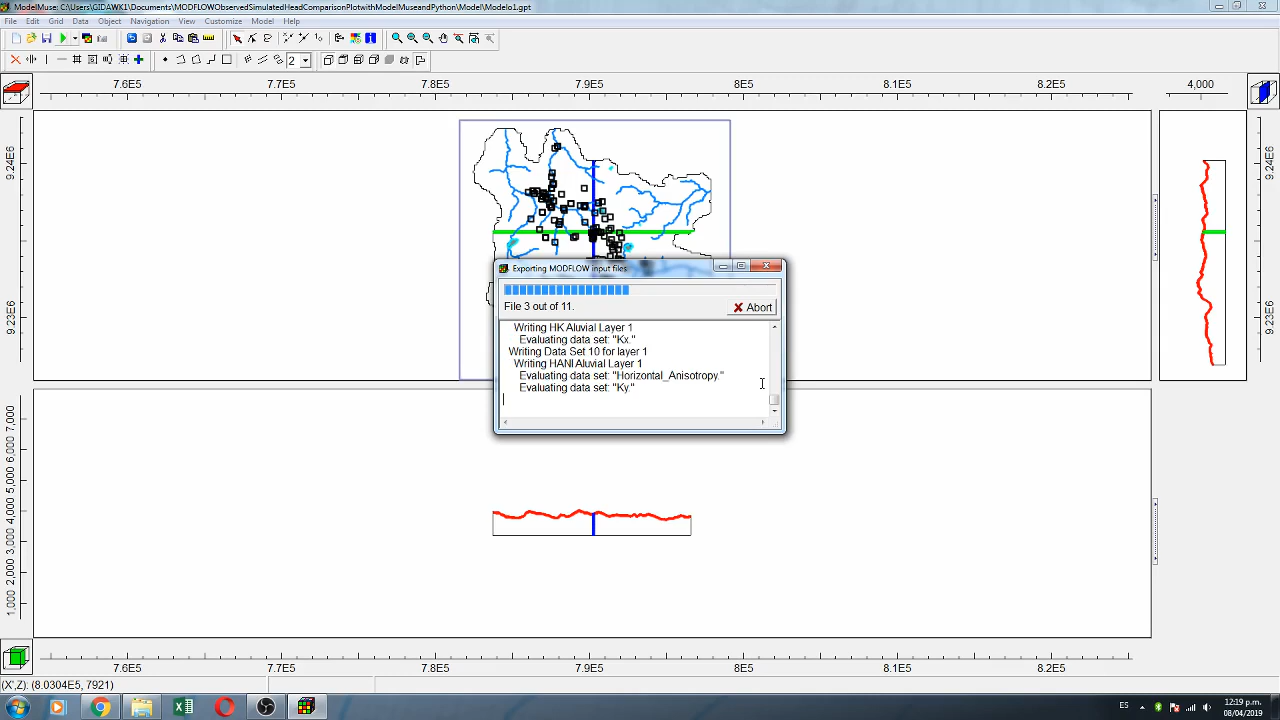 ModelMuse: C:\Users\GIDAWK1\Documents\MODFLOWObservedSimulatedHeadComparisonPlotwithModelMuseandPython\Model\Modelo1.gpt
File Edit Grid Data Object Navigation View Customize Model Help
2
7.6E5 7.7E5 7.8E5 7.9E5 8E5 8.1E5 8.2E5 4,000
9.24E6
9.23E6
9.24E6
9.23E6
Exporting MODFLOW input files
File 3 out of 11.
Abort
Writing HK Aluvial Layer 1
Evaluating data set: "Kx."
Writing Data Set 10 for layer 1
Writing HANI Aluvial Layer 1
Evaluating data set: "Horizontal_Anisotropy."
Evaluating data set: "Ky."
7,000
6,000
5,000
4,000
3,000
2,000
1,000
7.6E5 7.7E5 7.8E5 7.9E5 8E5 8.1E5 8.2E5
(X',Z): (8.0304E5, 7921)
ES
12:19 p.m.
08/04/2019